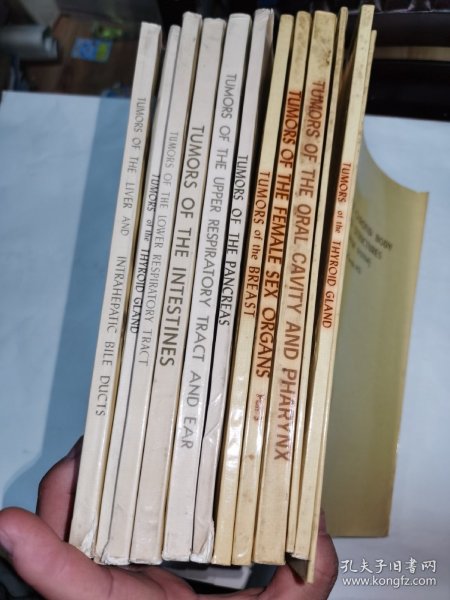 TUMORS OF THE LIVER AND INTRAHEPATIC BILE DUCTS
TUMORS of the THYROID GLAND
TUMORS OF THE LOWER RESPIRATORY TRACT
TUMORS OF THE INTESTINES
TUMORS OF THE UPPER RESPIRATORY TRACT AND EAR
TUMORS OF THE PANCREAS
TUMORS of the BREAST
TUMORS OF THE FEMALE SEX ORGANS
TUMORS OF THE ORAL CAVITY AND PHARYNX
TUMORS of the THYROID GLAND
BODY
孔夫子旧书网
www.kongfz.com